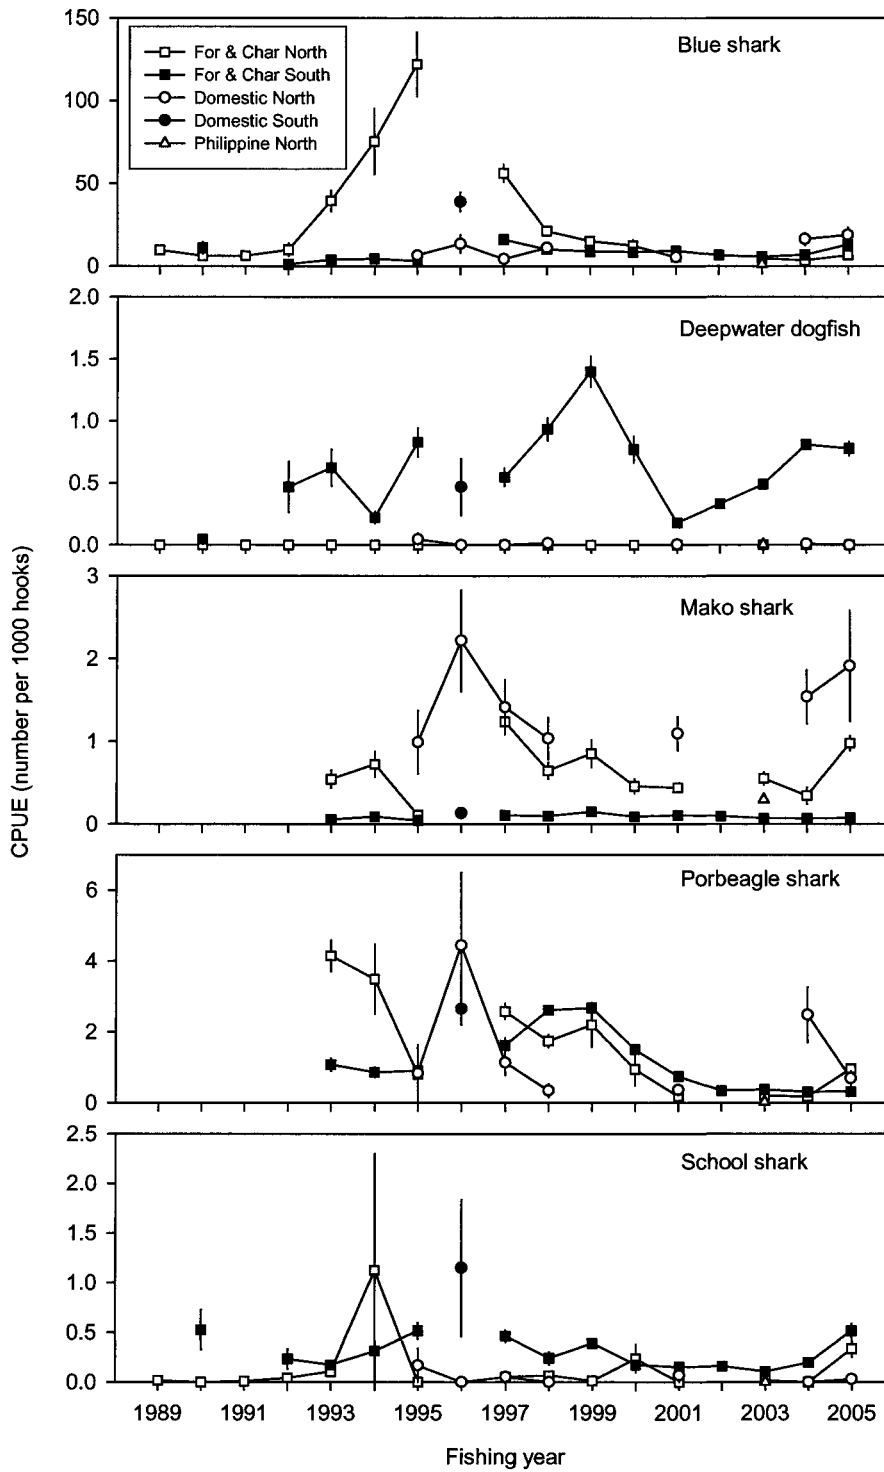 150
100
50
0
For & Char North
For & Char South
Domestic North
Domestic South
Philippine North
Blue shark
2.0
1.5
1.0
0.5
0.0
Deepwater dogfish
3
2
1
0
Mako shark
6
4
2
0
Porbeagle shark
2.5
2.0
1.5
1.0
0.5
0.0
School shark
CPUE (number per 1000 hooks)
1989 1991 1993 1995 1997 1999 2001 2003 2005
Fishing year